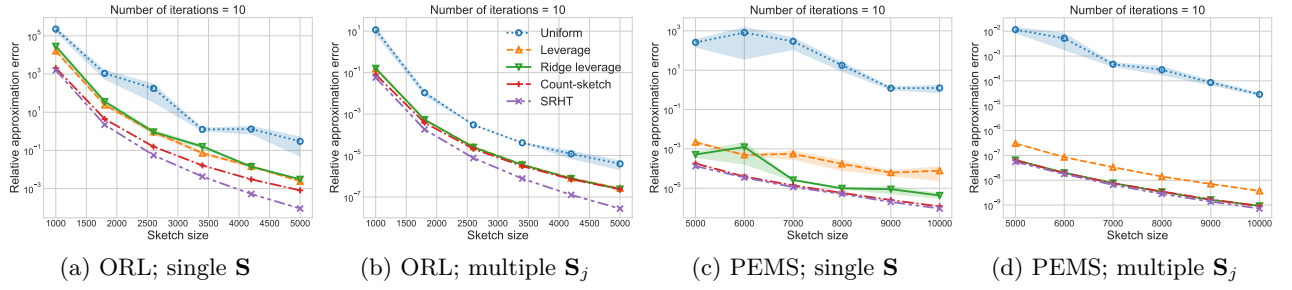 Number of iterations = 10
Relative approximation error
10^5
10^3
10^1
10^-1
10^-3
1000 1500 2000 2500 3000 3500 4000 4500 5000
Sketch size
(a) ORL; single S
Number of iterations = 10
Relative approximation error
10^1
10^-1
10^-3
10^-5
10^-7
Uniform
Leverage
Ridge leverage
Count-sketch
SRHT
1000 1500 2000 2500 3000 3500 4000 4500 5000
Sketch size
(b) ORL; multiple S_j
Number of iterations = 10
Relative approximation error
10^3
10^1
10^-1
10^-3
10^-5
5000 6000 7000 8000 9000 10000
Sketch size
(c) PEMS; single S
Number of iterations = 10
Relative approximation error
10^-2
10^-3
10^-4
10^-5
10^-6
10^-7
10^-8
10^-9
5000 6000 7000 8000 9000 10000
Sketch size
(d) PEMS; multiple S_j